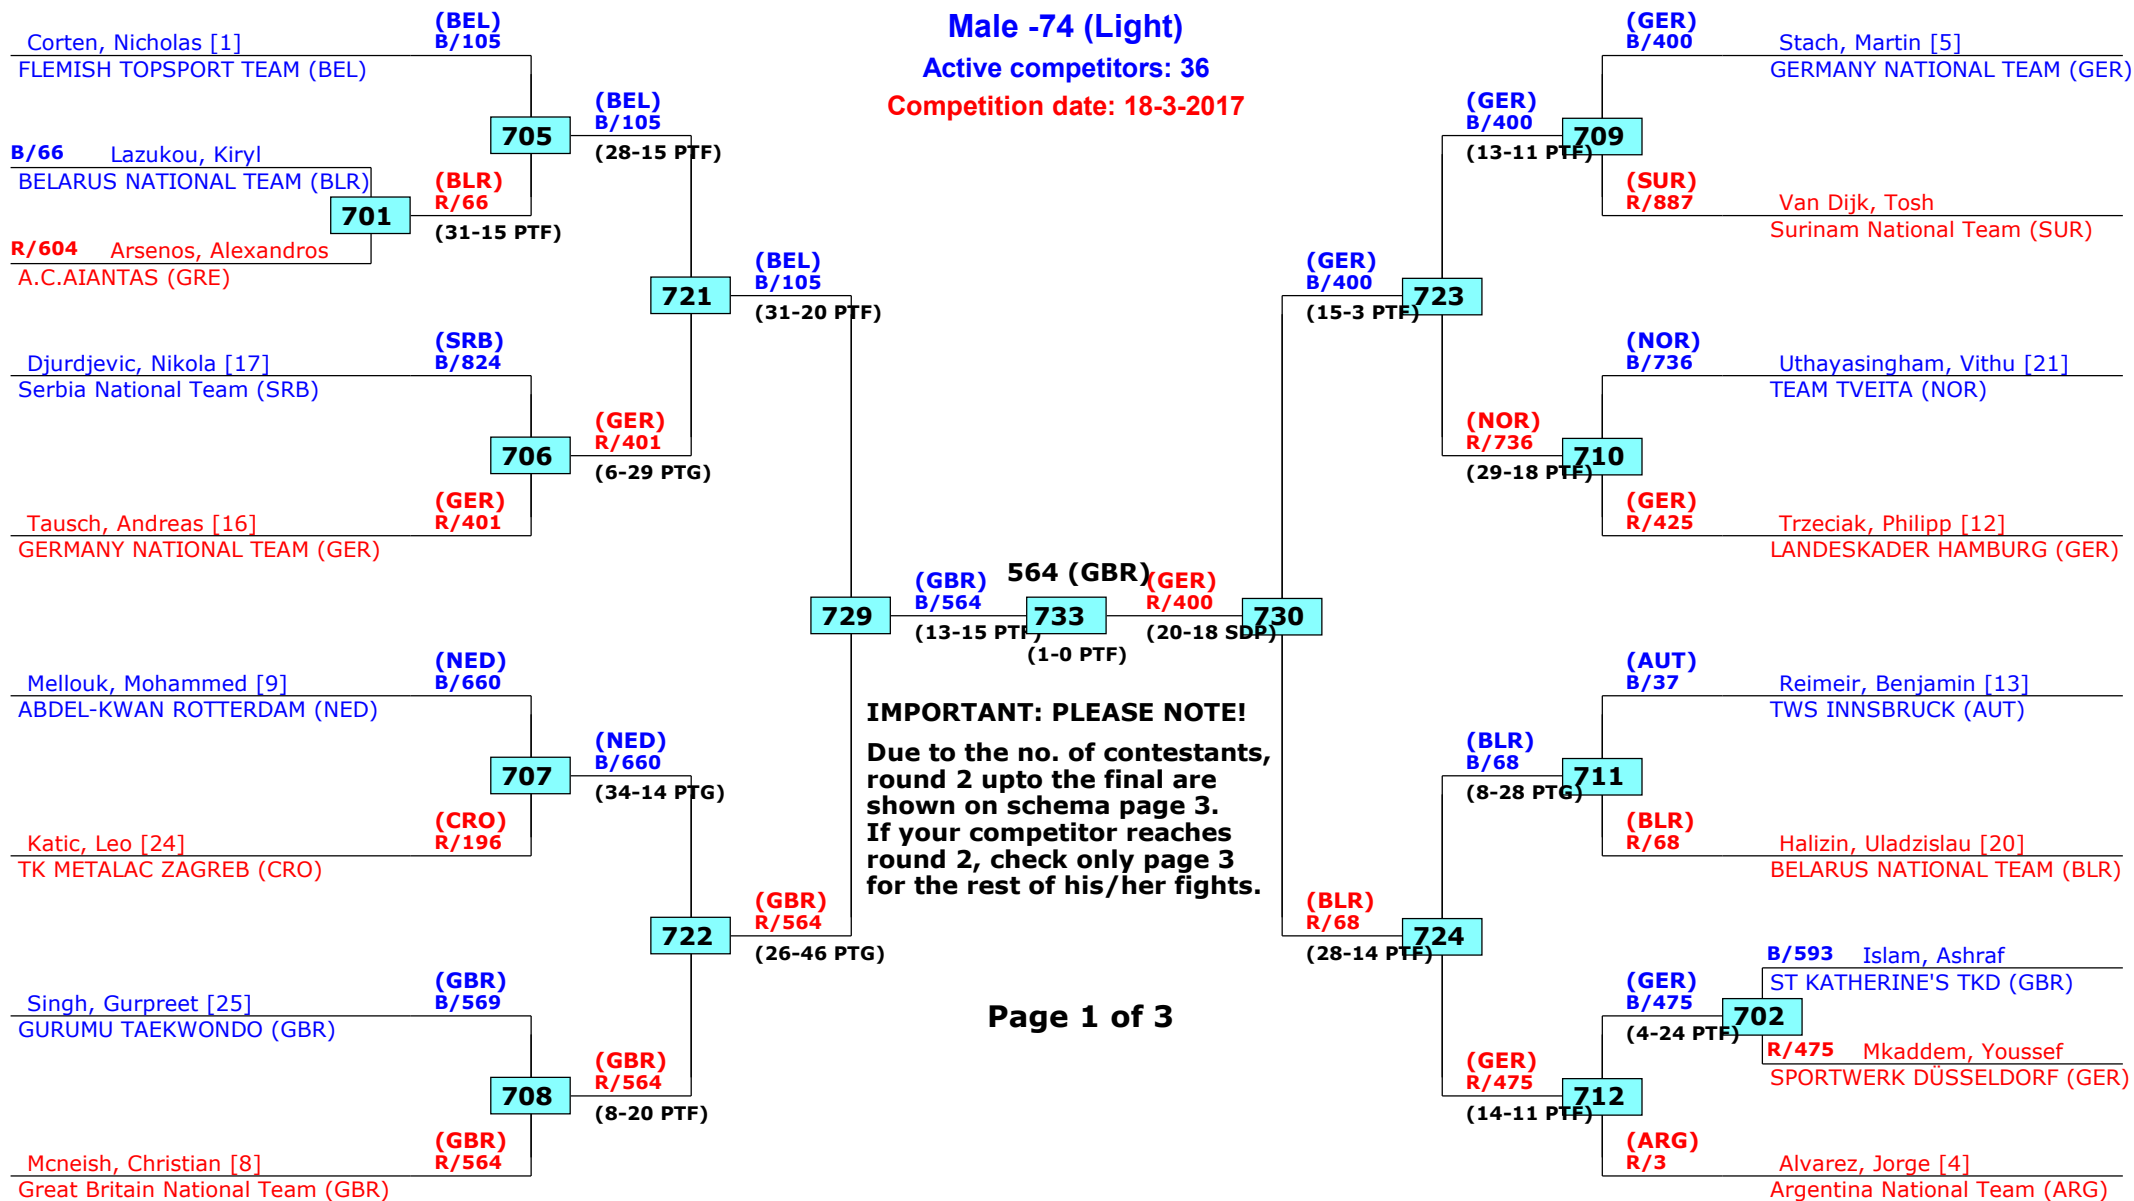 Male -74 (Light)
Active competitors: 36
Competition date: 18-3-2017
(BEL)
B/105
Corten, Nicholas [1]
FLEMISH TOPSPORT TEAM (BEL)
705
(BEL)
B/105
(28-15 PTF)
B/66 Lazukou, Kiryl
BELARUS NATIONAL TEAM (BLR)
701
(BLR)
R/66
(31-15 PTF)
R/604 Arsenos, Alexandros
A.C.AIANTAS (GRE)
721
(BEL)
B/105
(31-20 PTF)
(SRB)
B/824
Djurdjevic, Nikola [17]
Serbia National Team (SRB)
706
(GER)
R/401
(6-29 PTG)
(GER)
R/401
Tausch, Andreas [16]
GERMANY NATIONAL TEAM (GER)
729
(GBR)
B/564
(13-15 PTF)
564 (GBR)
733
(1-0 PTF)
(GER)
R/400
(20-18 SDP)
730
(NED)
B/660
Mellouk, Mohammed [9]
ABDEL-KWAN ROTTERDAM (NED)
707
(NED)
B/660
(34-14 PTG)
(CRO)
R/196
Katic, Leo [24]
TK METALAC ZAGREB (CRO)
722
(GBR)
R/564
(26-46 PTG)
(GBR)
B/569
Singh, Gurpreet [25]
GURUMU TAEKWONDO (GBR)
708
(GBR)
R/564
(8-20 PTF)
(GBR)
R/564
Mcneish, Christian [8]
Great Britain National Team (GBR)
IMPORTANT: PLEASE NOTE!
Due to the no. of contestants,
round 2 upto the final are
shown on schema page 3.
If your competitor reaches
round 2, check only page 3
for the rest of his/her fights.
Page 1 of 3
(GER)
B/400
Stach, Martin [5]
GERMANY NATIONAL TEAM (GER)
(GER)
B/400
(13-11 PTF)
709
(SUR)
R/887
Van Dijk, Tosh
Surinam National Team (SUR)
(GER)
B/400
(15-3 PTF)
723
(NOR)
B/736
Uthayasingham, Vithu [21]
TEAM TVEITA (NOR)
(NOR)
R/736
(29-18 PTF)
710
(GER)
R/425
Trzeciak, Philipp [12]
LANDESKADER HAMBURG (GER)
(AUT)
B/37
Reimeir, Benjamin [13]
TWS INNSBRUCK (AUT)
(BLR)
B/68
(8-28 PTG)
711
(BLR)
R/68
Halizin, Uladzislau [20]
BELARUS NATIONAL TEAM (BLR)
(BLR)
R/68
(28-14 PTF)
724
B/593 Islam, Ashraf
ST KATHERINE'S TKD (GBR)
(GER)
B/475
(4-24 PTF)
702
R/475 Mkaddem, Youssef
SPORTWERK DÜSSELDORF (GER)
(GER)
R/475
(14-11 PTF)
712
(ARG)
R/3
Alvarez, Jorge [4]
Argentina National Team (ARG)